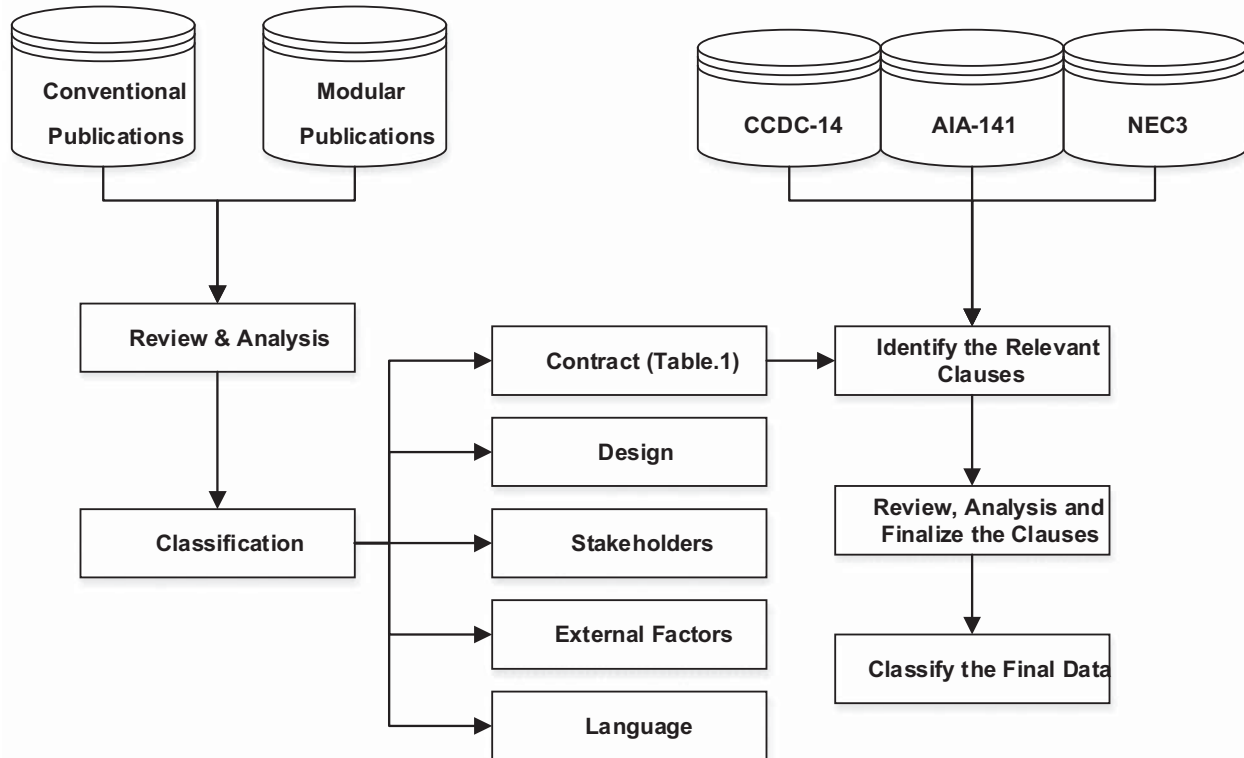 Conventional
Publications
Modular
Publications
CCDC-14
AIA-141
NEC3
Review & Analysis
Contract (Table.1)
Identify the Relevant
Clauses
Design
Review, Analysis and
Finalize the Clauses
Classification
Stakeholders
External Factors
Classify the Final Data
Language